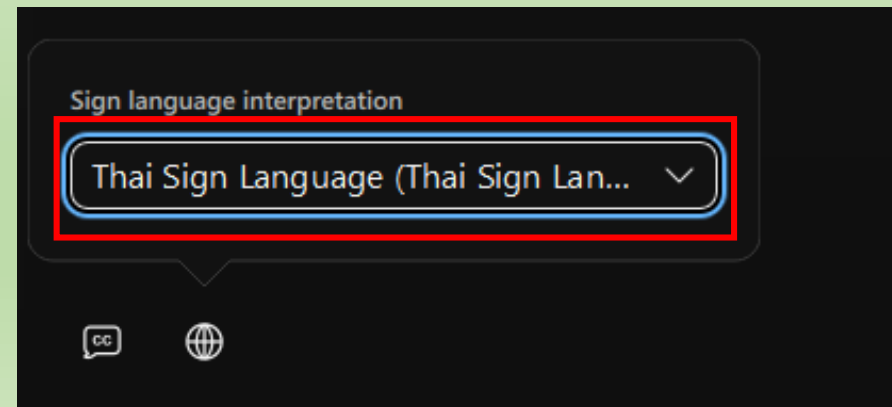 Sign language interpretation
Thai Sign Language (Thai Sign Lan...
CC